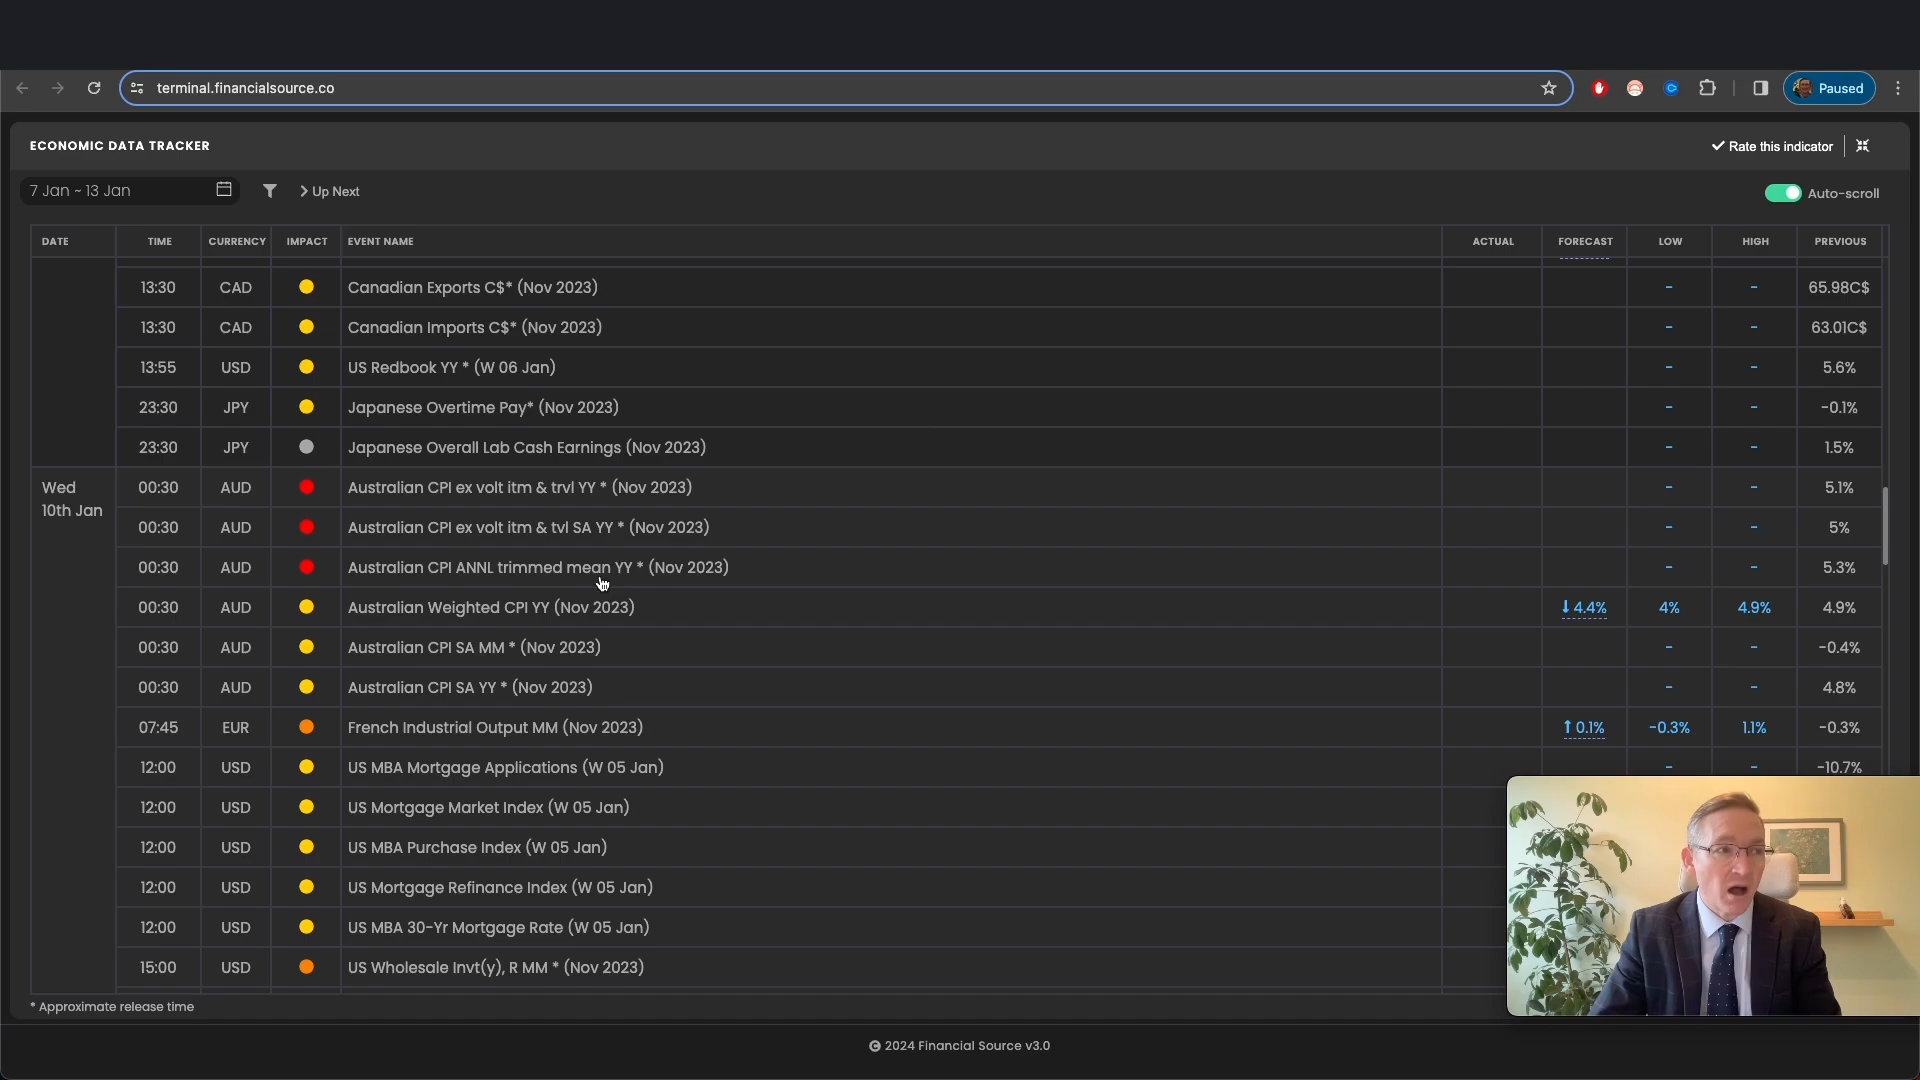 terminal.financialsource.co
Paused
ECONOMIC DATA TRACKER
Rate this indicator
7 Jan ~ 13 Jan
Up Next
Auto-scroll
DATE TIME CURRENCY IMPACT EVENT NAME ACTUAL FORECAST LOW HIGH PREVIOUS
13:30 CAD Canadian Exports C$* (Nov 2023) - - 65.98C$
13:30 CAD Canadian Imports C$* (Nov 2023) - - 63.01C$
13:55 USD US Redbook YY * (W 06 Jan) - - 5.6%
23:30 JPY Japanese Overtime Pay* (Nov 2023) - - -0.1%
23:30 JPY Japanese Overall Lab Cash Earnings (Nov 2023) - - 1.5%
Wed 10th Jan
00:30 AUD Australian CPI ex volt itm & trvl YY * (Nov 2023) - - 5.1%
00:30 AUD Australian CPI ex volt itm & tvl SA YY * (Nov 2023) - - 5%
00:30 AUD Australian CPI ANNL trimmed mean YY * (Nov 2023) - - 5.3%
00:30 AUD Australian Weighted CPI YY (Nov 2023) ↓ 4.4% 4% 4.9% 4.9%
00:30 AUD Australian CPI SA MM * (Nov 2023) - - -0.4%
00:30 AUD Australian CPI SA YY * (Nov 2023) - - 4.8%
07:45 EUR French Industrial Output MM (Nov 2023) ↑ 0.1% -0.3% 1.1% -0.3%
12:00 USD US MBA Mortgage Applications (W 05 Jan) - - -10.7%
12:00 USD US Mortgage Market Index (W 05 Jan)
12:00 USD US MBA Purchase Index (W 05 Jan)
12:00 USD US Mortgage Refinance Index (W 05 Jan)
12:00 USD US MBA 30-Yr Mortgage Rate (W 05 Jan)
15:00 USD US Wholesale Invt(y), R MM * (Nov 2023)
* Approximate release time
© 2024 Financial Source v3.0